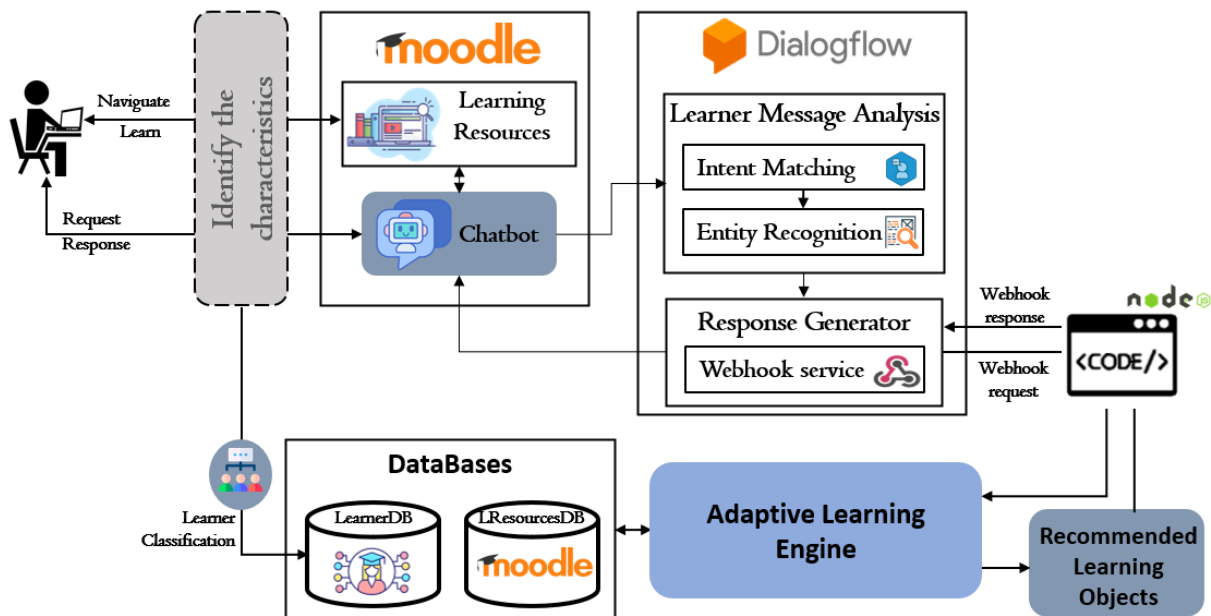 Naviguate
Learn
Request
Response
Identify the
characteristics
moodle
Learning
Resources
Chatbot
Dialogflow
Learner Message Analysis
Intent Matching
Entity Recognition
Response Generator
Webhook service
Webhook
response
Webhook
request
node
JS
<CODE/>
Learner
Classification
DataBases
LearnerDB
LResourcesDB
moodle
Adaptive Learning
Engine
Recommended
Learning
Objects